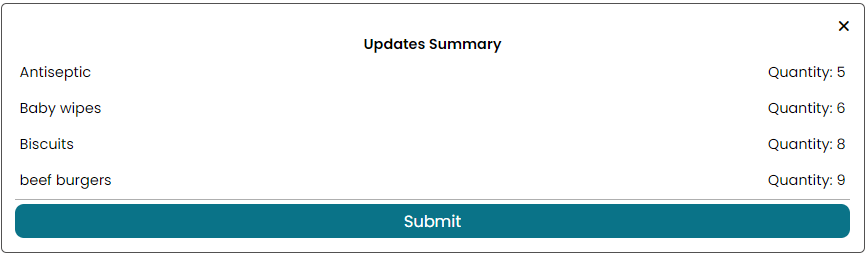 Updates Summary
Antiseptic Quantity: 5
Baby wipes Quantity: 6
Biscuits Quantity: 8
beef burgers Quantity: 9
Submit